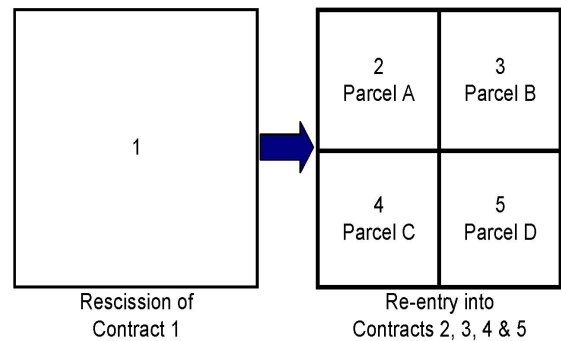 1
Rescission of
Contract 1
2
Parcel A
3
Parcel B
4
Parcel C
5
Parcel D
Re-entry into
Contracts 2, 3, 4 & 5